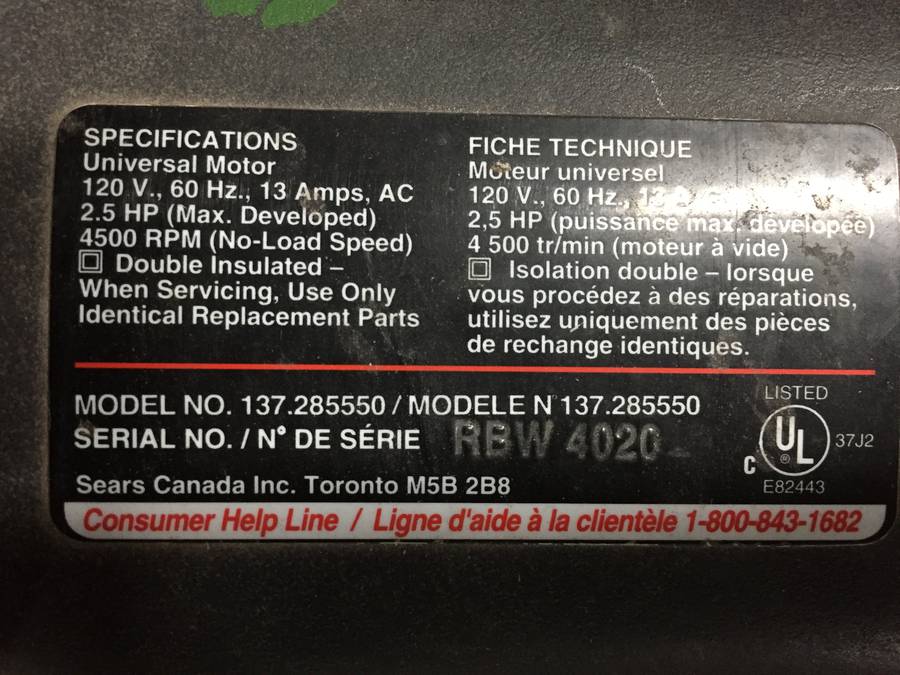 SPECIFICATIONS
Universal Motor
120 V., 60 Hz., 13 Amps, AC
2.5 HP (Max. Developed)
4500 RPM (No-Load Speed)
Double Insulated –
When Servicing, Use Only
Identical Replacement Parts
FICHE TECHNIQUE
Moteur universel
120 V., 60 Hz.,
2,5 HP (puissance max. developée)
4 500 tr/min (moteur à vide)
Isolation double – lorsque
vous procédez à des réparations,
utilisez uniquement des pièces
de rechange identiques.
MODEL NO. 137.285550 / MODELE N 137.285550
SERIAL NO. / N° DE SÉRIE RBW 4020
Sears Canada Inc. Toronto M5B 2B8
LISTED
C UL ® 37J2
E82443
Consumer Help Line / Ligne d'aide à la clientèle 1-800-843-1682